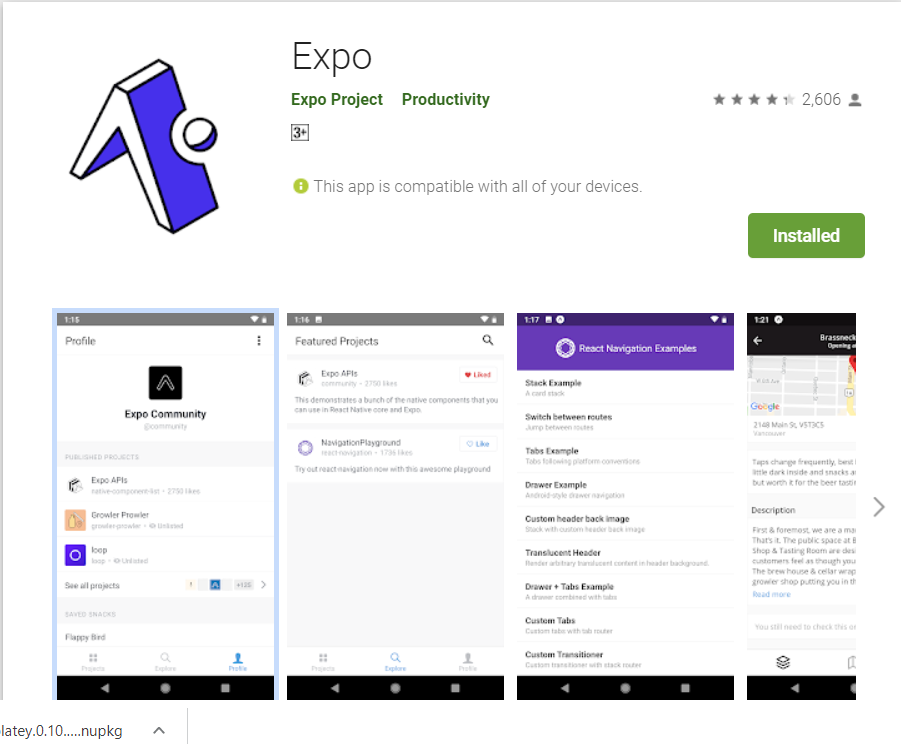 Expo
Expo Project Productivity
2,606
3+
This app is compatible with all of your devices.
Installed
1:15
Profile
Expo Community
@community
PUBLISHED PROJECTS
Expo APIs
native-component-list • 2750 likes
Growler Prowler
growler-prowler • Unlisted
loop
loop • Unlisted
See all projects
+125
SAVED SNACKS
Flappy Bird
Projects Explore Profile
1:16
Featured Projects
Expo APIs
community • 2750 likes
Liked
This demonstrates a bunch of the native components that you
can use in React Native core and Expo.
NavigationPlayground
react-navigation • 1736 likes
Like
Try out react-navigation now with this awesome playground
Projects Explore Profile
1:17
React Navigation Examples
Stack Example
A card stack
Switch between routes
Jump between routes
Tabs Example
Tabs following platform conventions
Drawer Example
Android-style drawer navigation
Custom header back image
Stack with custom header back image
Translucent Header
Render arbitrary translucent content in header background.
Drawer + Tabs Example
A drawer combined with tabs
Custom Tabs
Custom tabs with tab router
Custom Transitioner
Custom transitioner with stack router
1:21
Brassneck
Opening a
Google
2148 Main St, V5T3C5
Vancouver
Taps change frequently, best
little dark inside and snacks a
but worth it for the beer tastin
Description
First & foremost, we are a ma
That's it. The public space at B
Shop & Tasting Room are desi
customers feel as though you
The brew house & cellar wrap
growler shop putting you in th
Read more
You still need to check this or
latey.0.10.....nupkg